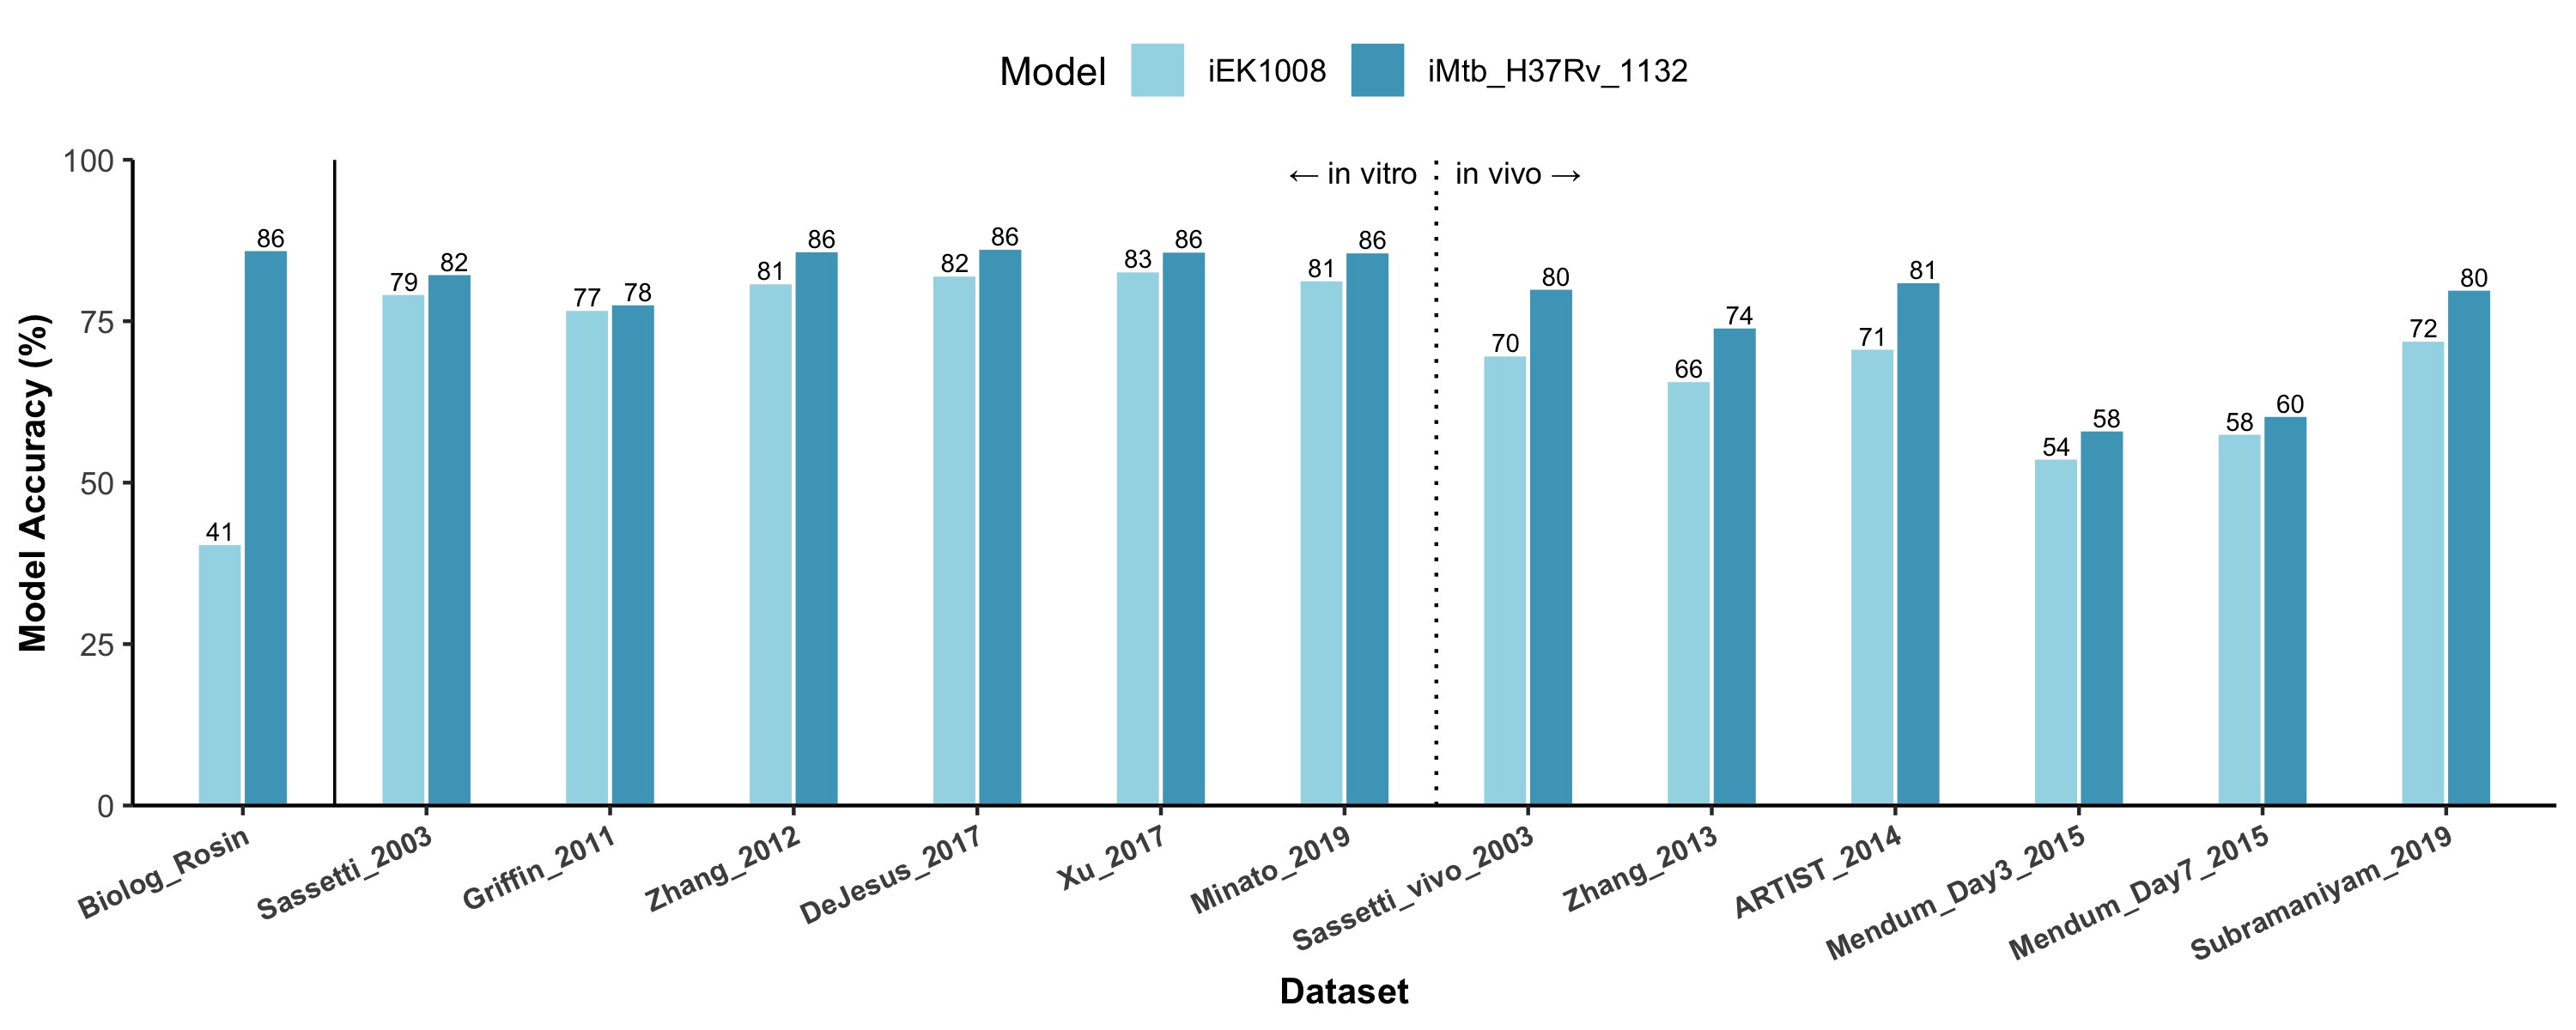 Model iEK1008 iMtb_H37Rv_1132
← in vitro in vivo →
Model Accuracy (%)
100
75
50
25
0
41 86
79 82
77 78
81 86
82 86
83 86
81 86
70 80
66 74
71 81
54 58
58 60
72 80
Biolog_Rosin
Sassetti_2003
Griffin_2011
Zhang_2012
DeJesus_2017
Xu_2017
Minato_2019
Sassetti_vivo_2003
Zhang_2013
ARTIST_2014
Mendum_Day3_2015
Mendum_Day7_2015
Subramaniyam_2019
Dataset